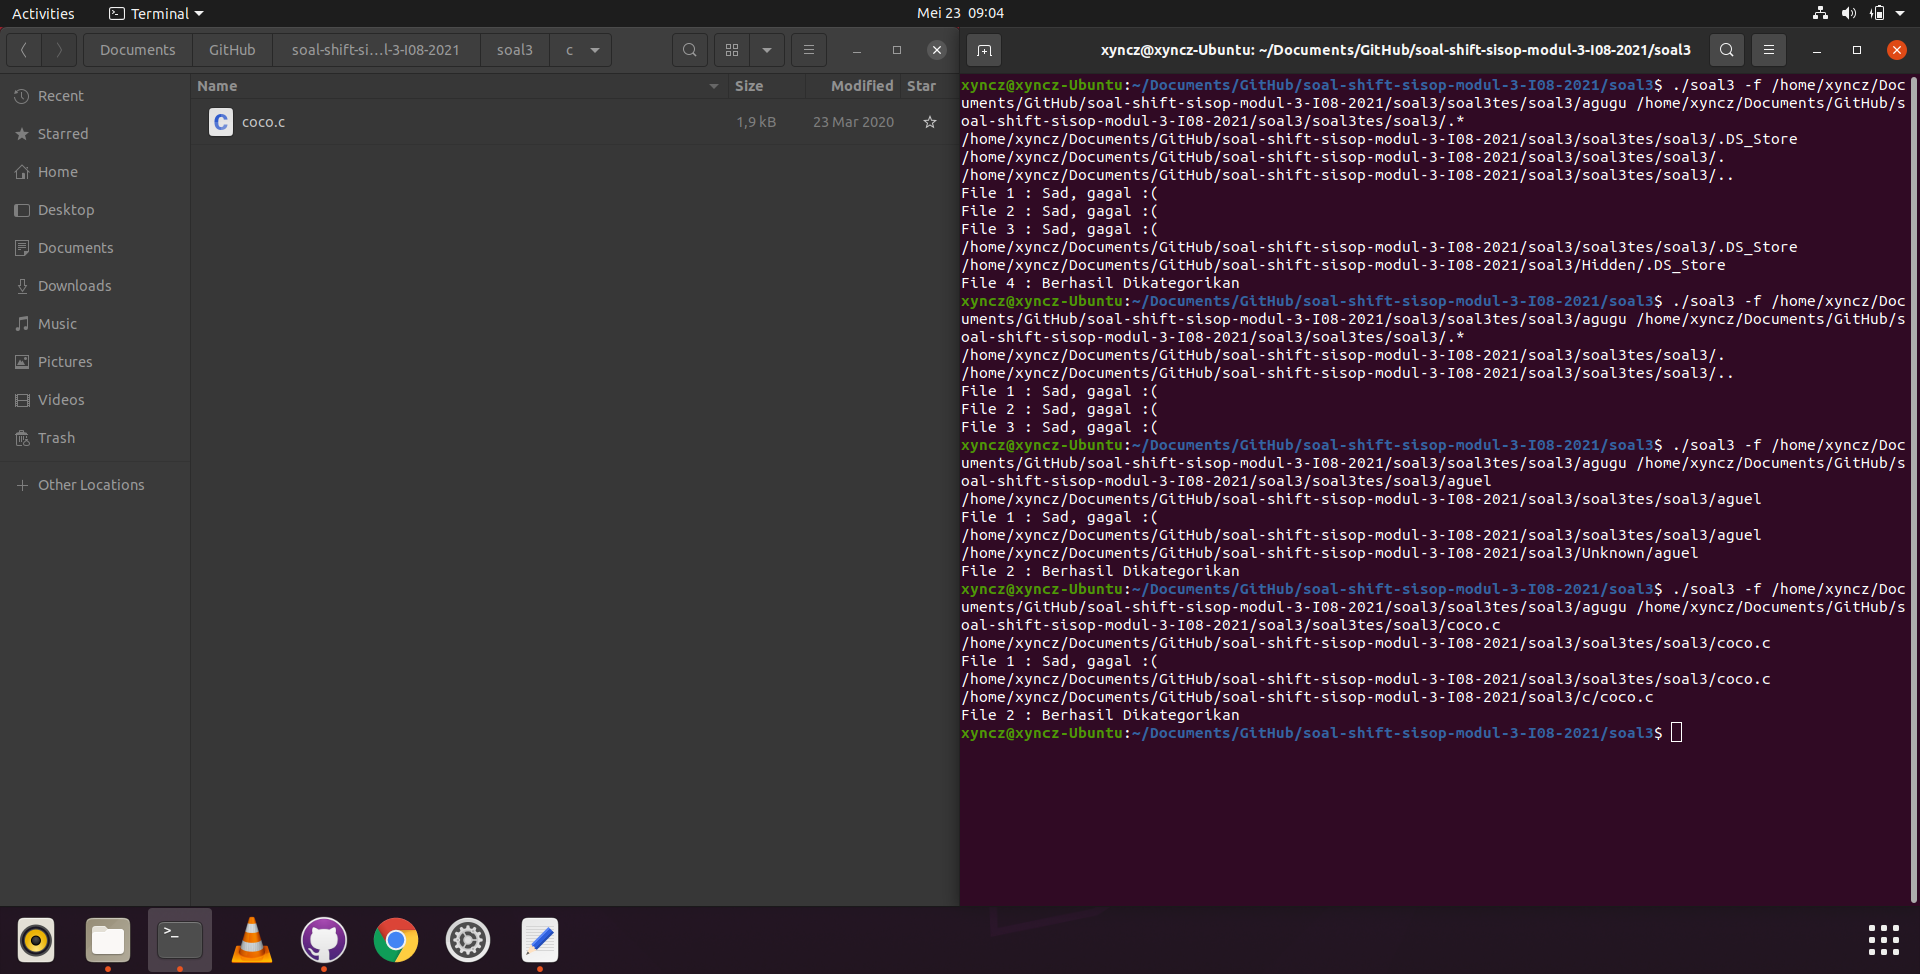 Activities
Terminal
Mei 23 09:04
Documents
GitHub
soal-shift-si…l-3-I08-2021
soal3
c
Name
Size
Modified
Star
coco.c
1,9 kB
23 Mar 2020
Recent
Starred
Home
Desktop
Documents
Downloads
Music
Pictures
Videos
Trash
Other Locations
xyncz@xyncz-Ubuntu: ~/Documents/GitHub/soal-shift-sisop-modul-3-I08-2021/soal3
xyncz@xyncz-Ubuntu:~/Documents/GitHub/soal-shift-sisop-modul-3-I08-2021/soal3$ ./soal3 -f /home/xyncz/Doc
uments/GitHub/soal-shift-sisop-modul-3-I08-2021/soal3/soal3tes/soal3/agugu /home/xyncz/Documents/GitHub/s
oal-shift-sisop-modul-3-I08-2021/soal3/soal3tes/soal3/.*
/home/xyncz/Documents/GitHub/soal-shift-sisop-modul-3-I08-2021/soal3/soal3tes/soal3/.DS_Store
/home/xyncz/Documents/GitHub/soal-shift-sisop-modul-3-I08-2021/soal3/soal3tes/soal3/.
/home/xyncz/Documents/GitHub/soal-shift-sisop-modul-3-I08-2021/soal3/soal3tes/soal3/..
File 1 : Sad, gagal :(
File 2 : Sad, gagal :(
File 3 : Sad, gagal :(
/home/xyncz/Documents/GitHub/soal-shift-sisop-modul-3-I08-2021/soal3/soal3tes/soal3/.DS_Store
/home/xyncz/Documents/GitHub/soal-shift-sisop-modul-3-I08-2021/soal3/Hidden/.DS_Store
File 4 : Berhasil Dikategorikan
xyncz@xyncz-Ubuntu:~/Documents/GitHub/soal-shift-sisop-modul-3-I08-2021/soal3$ ./soal3 -f /home/xyncz/Doc
uments/GitHub/soal-shift-sisop-modul-3-I08-2021/soal3/soal3tes/soal3/agugu /home/xyncz/Documents/GitHub/s
oal-shift-sisop-modul-3-I08-2021/soal3/soal3tes/soal3/.*
/home/xyncz/Documents/GitHub/soal-shift-sisop-modul-3-I08-2021/soal3/soal3tes/soal3/.
/home/xyncz/Documents/GitHub/soal-shift-sisop-modul-3-I08-2021/soal3/soal3tes/soal3/..
File 1 : Sad, gagal :(
File 2 : Sad, gagal :(
File 3 : Sad, gagal :(
xyncz@xyncz-Ubuntu:~/Documents/GitHub/soal-shift-sisop-modul-3-I08-2021/soal3$ ./soal3 -f /home/xyncz/Doc
uments/GitHub/soal-shift-sisop-modul-3-I08-2021/soal3/soal3tes/soal3/agugu /home/xyncz/Documents/GitHub/s
oal-shift-sisop-modul-3-I08-2021/soal3/soal3tes/soal3/aguel
/home/xyncz/Documents/GitHub/soal-shift-sisop-modul-3-I08-2021/soal3/soal3tes/soal3/aguel
File 1 : Sad, gagal :(
/home/xyncz/Documents/GitHub/soal-shift-sisop-modul-3-I08-2021/soal3/soal3tes/soal3/aguel
/home/xyncz/Documents/GitHub/soal-shift-sisop-modul-3-I08-2021/soal3/Unknown/aguel
File 2 : Berhasil Dikategorikan
xyncz@xyncz-Ubuntu:~/Documents/GitHub/soal-shift-sisop-modul-3-I08-2021/soal3$ ./soal3 -f /home/xyncz/Doc
uments/GitHub/soal-shift-sisop-modul-3-I08-2021/soal3/soal3tes/soal3/agugu /home/xyncz/Documents/GitHub/s
oal-shift-sisop-modul-3-I08-2021/soal3/soal3tes/soal3/coco.c
/home/xyncz/Documents/GitHub/soal-shift-sisop-modul-3-I08-2021/soal3/soal3tes/soal3/coco.c
File 1 : Sad, gagal :(
/home/xyncz/Documents/GitHub/soal-shift-sisop-modul-3-I08-2021/soal3/soal3tes/soal3/coco.c
/home/xyncz/Documents/GitHub/soal-shift-sisop-modul-3-I08-2021/soal3/c/coco.c
File 2 : Berhasil Dikategorikan
xyncz@xyncz-Ubuntu:~/Documents/GitHub/soal-shift-sisop-modul-3-I08-2021/soal3$